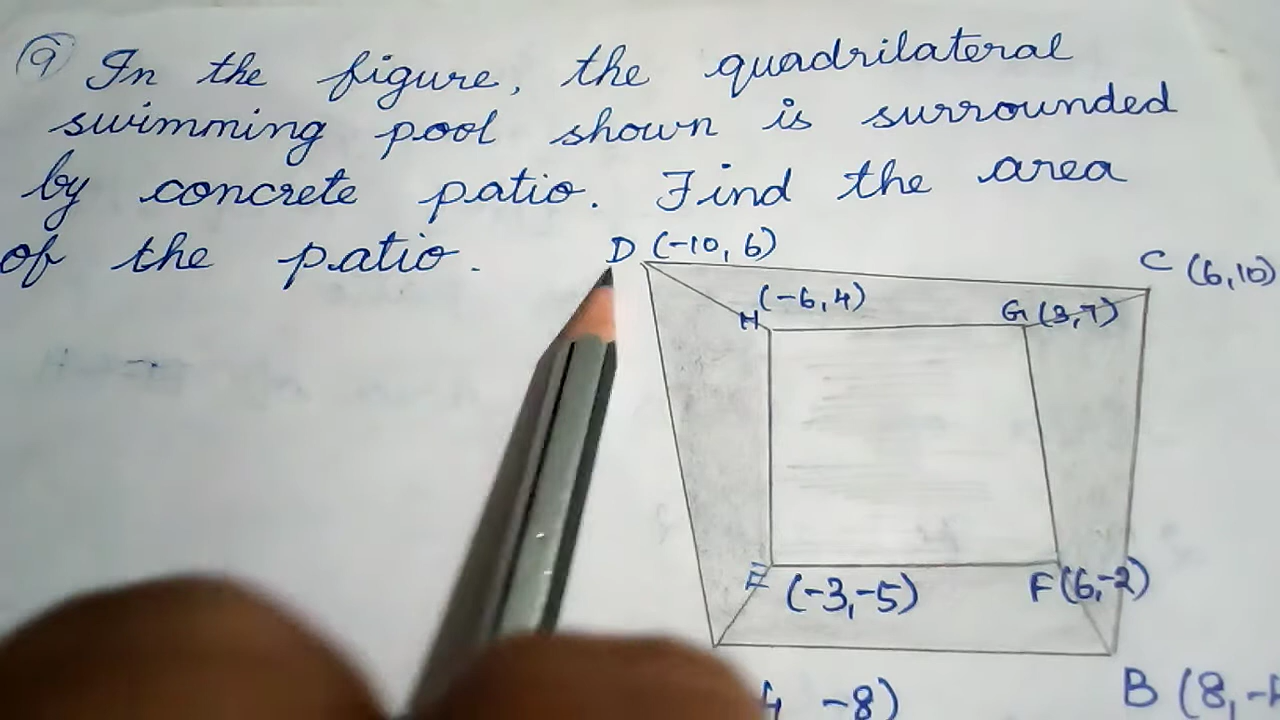 9 In the figure, the quadrilateral
swimming pool shown is surrounded
by concrete patio. Find the area
of the patio.
D (-10, 6)
C (6, 10)
(-6, 4)
H
G (3, 7)
E (-3, -5)
F (6, -2)
-8)
B (8, -